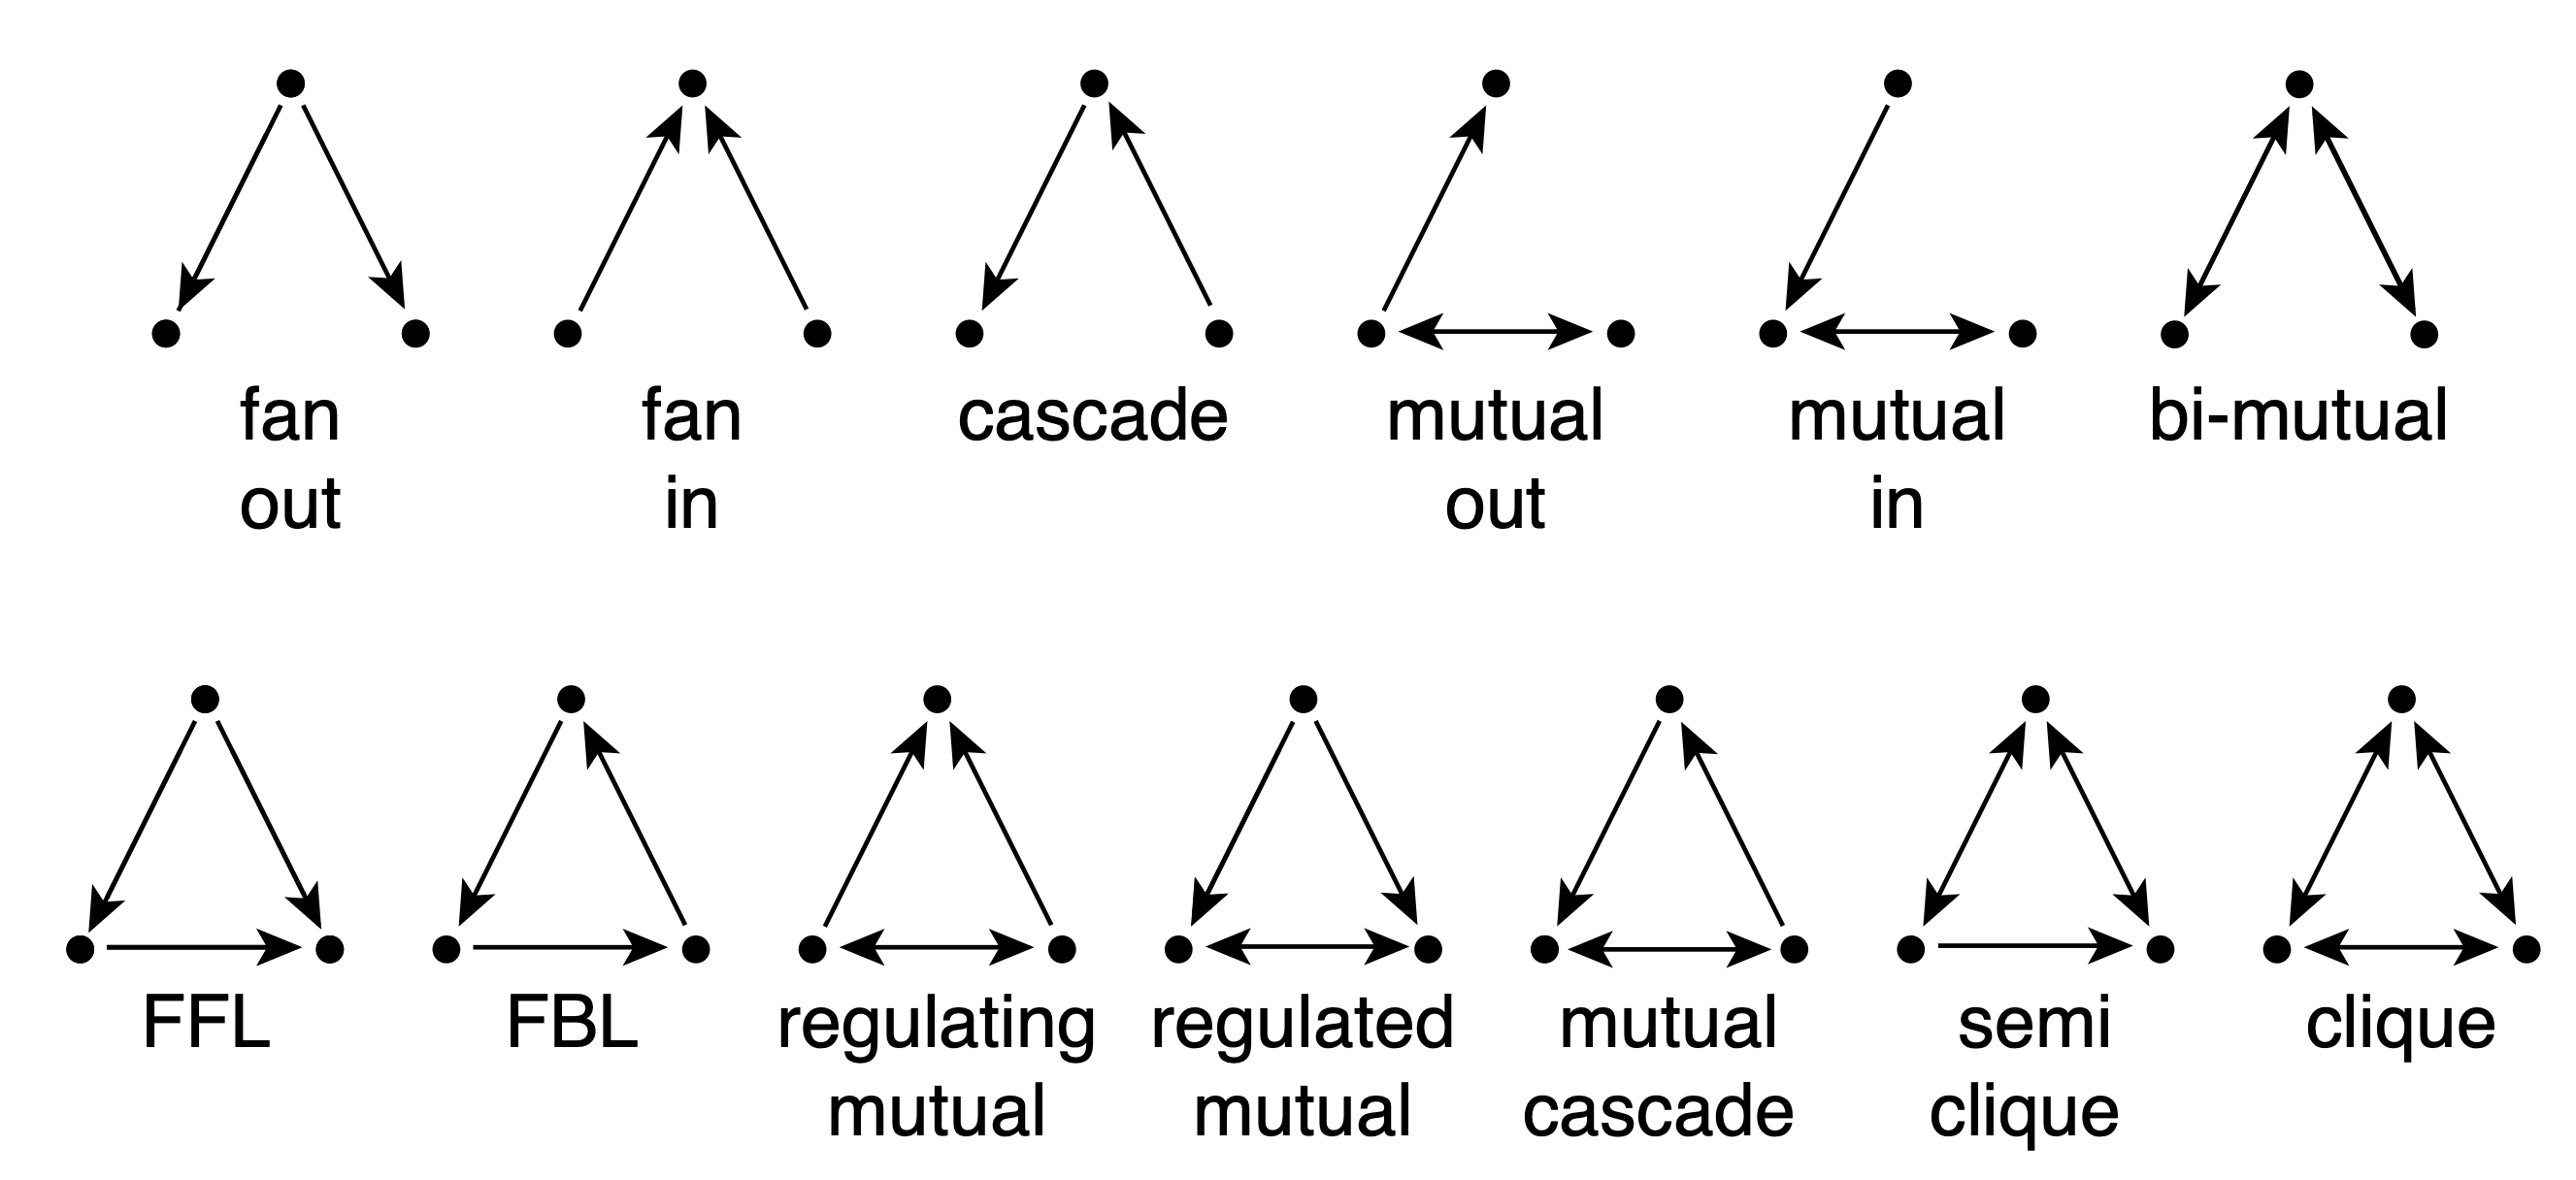 fan
out
fan
in
cascade
mutual
out
mutual
in
bi-mutual
FFL
FBL
regulating
mutual
regulated
mutual
mutual
cascade
semi
clique
clique